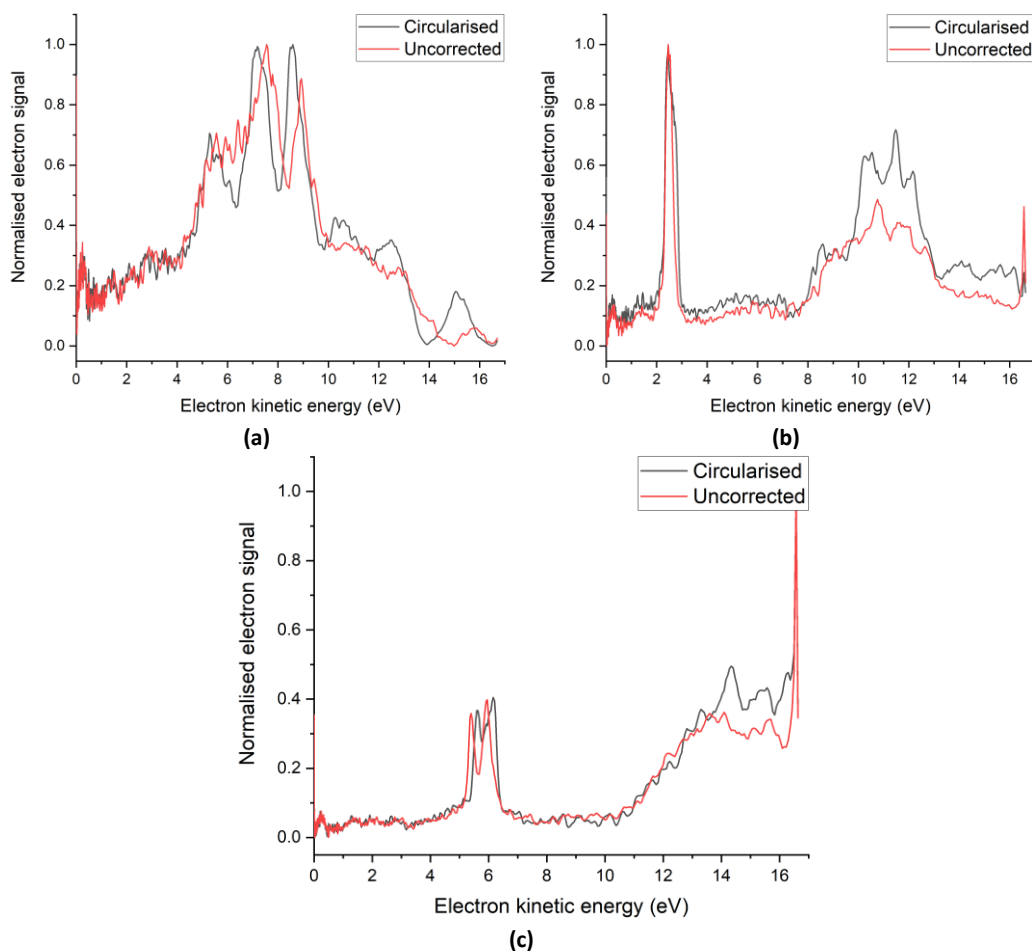 Circularised
Uncorrected
1.0
0.8
0.6
0.4
0.2
0.0
Normalised electron signal
0 2 4 6 8 10 12 14 16
Electron kinetic energy (eV)
(a)
Circularised
Uncorrected
1.0
0.8
0.6
0.4
0.2
0.0
Normalised electron signal
0 2 4 6 8 10 12 14 16
Electron kinetic energy (eV)
(b)
Circularised
Uncorrected
1.0
0.8
0.6
0.4
0.2
0.0
Normalised electron signal
0 2 4 6 8 10 12 14 16
Electron kinetic energy (eV)
(c)